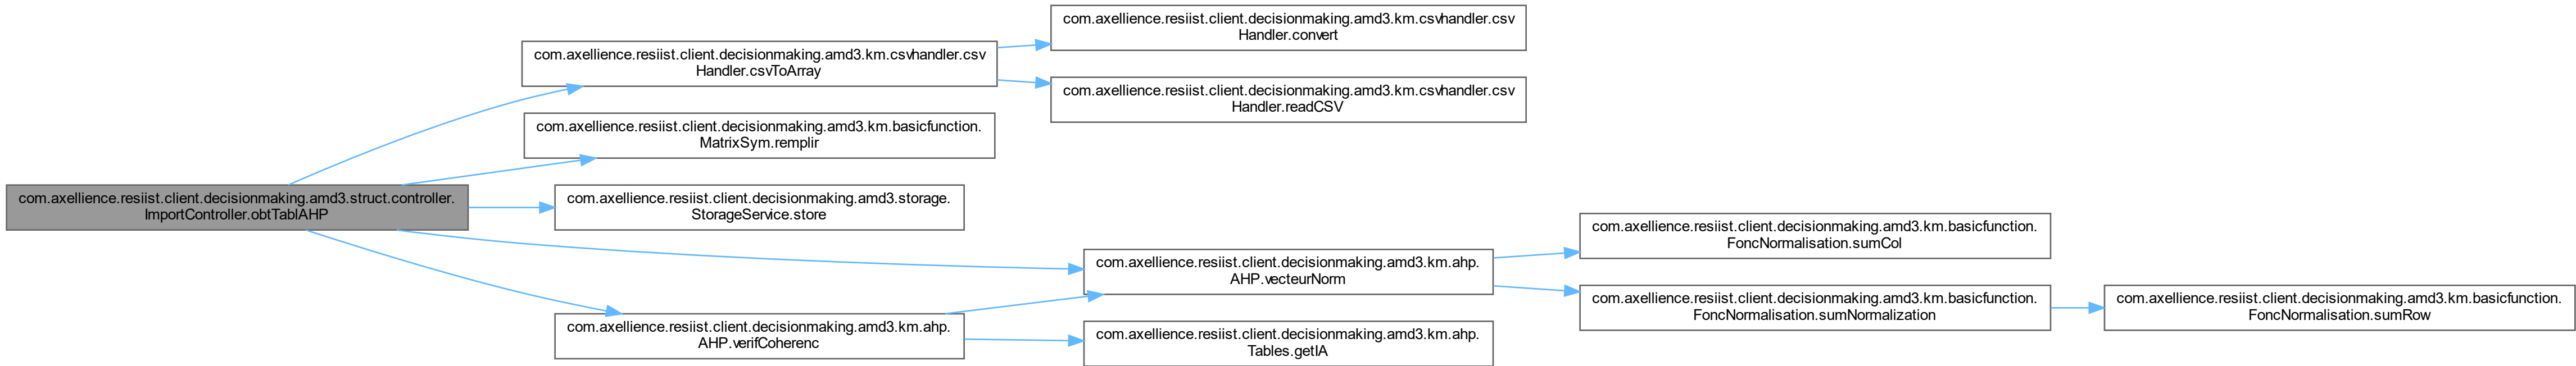 com.axellience.resiist.client.decisionmaking.amd3.struct.controller.
ImportController.obtTablAHP
com.axellience.resiist.client.decisionmaking.amd3.km.csvhandler.csv
Handler.csvToArray
com.axellience.resiist.client.decisionmaking.amd3.km.csvhandler.csv
Handler.convert
com.axellience.resiist.client.decisionmaking.amd3.km.csvhandler.csv
Handler.readCSV
com.axellience.resiist.client.decisionmaking.amd3.km.basicfunction.
MatrixSym.remplir
com.axellience.resiist.client.decisionmaking.amd3.storage.
StorageService.store
com.axellience.resiist.client.decisionmaking.amd3.km.ahp.
AHP.vecteurNorm
com.axellience.resiist.client.decisionmaking.amd3.km.basicfunction.
FoncNormalisation.sumCol
com.axellience.resiist.client.decisionmaking.amd3.km.basicfunction.
FoncNormalisation.sumNormalization
com.axellience.resiist.client.decisionmaking.amd3.km.basicfunction.
FoncNormalisation.sumRow
com.axellience.resiist.client.decisionmaking.amd3.km.ahp.
AHP.verifCoherenc
com.axellience.resiist.client.decisionmaking.amd3.km.ahp.
Tables.getIA